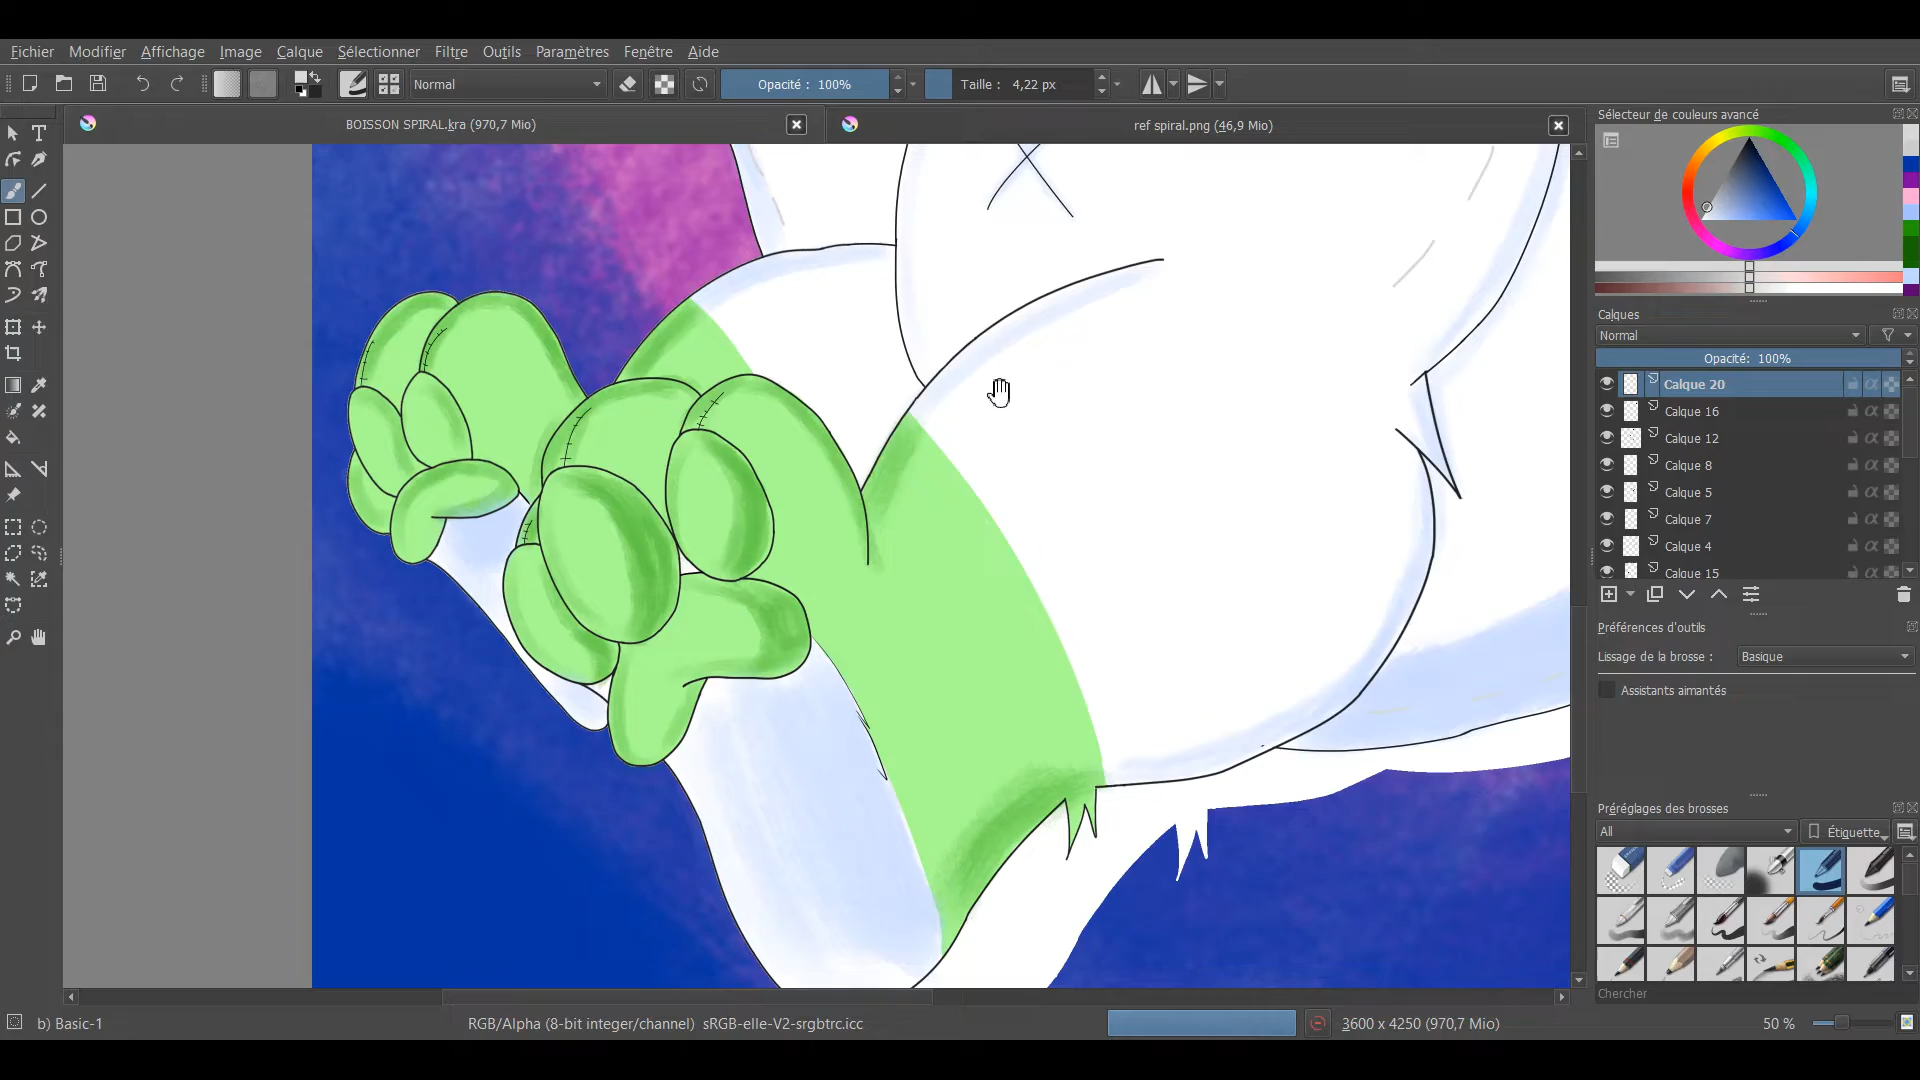 Fichier Modifier Affichage Image Calque Sélectionner Filtre Outils Paramètres Fenêtre Aide
Normal
Opacité : 100%
Taille : 4,22 px
BOISSON SPIRAL.kra (970,7 Mio)
ref spiral.png (46,9 Mio)
Sélecteur de couleurs avancé
Calques
Normal
Opacité: 100%
Calque 20
Calque 16
Calque 12
Calque 8
Calque 5
Calque 7
Calque 4
Calque 15
Préférences d'outils
Lissage de la brosse : Basique
Assistants aimantés
Préréglages des brosses
All
Étiquette
Chercher
b) Basic-1
RGB/Alpha (8-bit integer/channel) sRGB-elle-V2-srgbtrc.icc
3600 x 4250 (970,7 Mio)
50 %